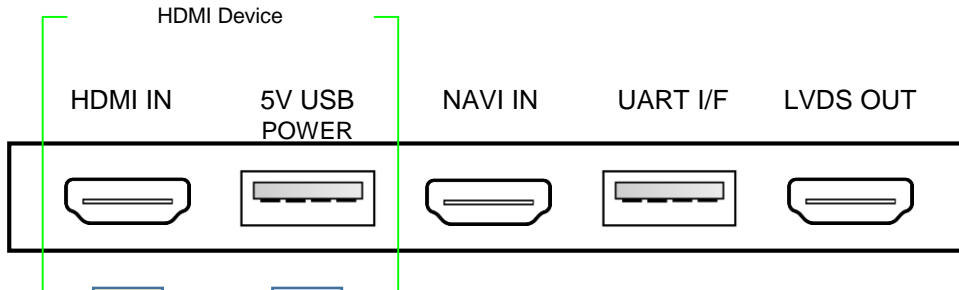 HDMI Device
HDMI IN
5V USB
POWER
NAVI IN
UART I/F
LVDS OUT